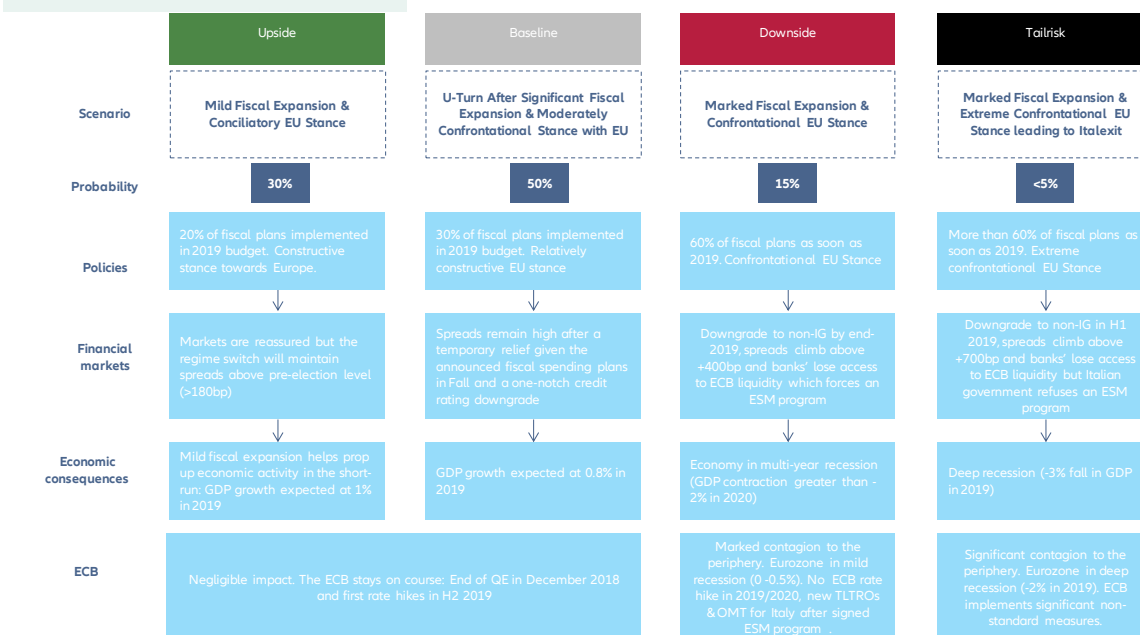 Upside
Baseline
Downside
Tailrisk
Scenario
Mild Fiscal Expansion &
Conciliatory EU Stance
U-Turn After Significant Fiscal
Expansion & Moderately
Confrontational Stance with EU
Marked Fiscal Expansion &
Confrontational EU Stance
Marked Fiscal Expansion &
Extreme Confrontational EU
Stance leading to Italexit
Probability
30%
50%
15%
<5%
Policies
20% of fiscal plans implemented
in 2019 budget. Constructive
stance towards Europe.
30% of fiscal plans implemented
in 2019 budget. Relatively
constructive EU stance
60% of fiscal plans as soon as
2019. Confrontational EU Stance
More than 60% of fiscal plans as
soon as 2019. Extreme
confrontational EU Stance
Financial
markets
Markets are reassured but the
regime switch will maintain
spreads above pre-election level
(>180bp)
Spreads remain high after a
temporary relief given the
announced fiscal spending plans
in Fall and a one-notch credit
rating downgrade
Downgrade to non-IG by end-
2019, spreads climb above
+400bp and banks' lose access
to ECB liquidity which forces an
ESM program
Downgrade to non-IG in H1
2019, spreads climb above
+700bp and banks' lose access
to ECB liquidity but Italian
government refuses an ESM
program
Economic
consequences
Mild fiscal expansion helps prop
up economic activity in the short-
run: GDP growth expected at 1%
in 2019
GDP growth expected at 0.8% in
2019
Economy in multi-year recession
(GDP contraction greater than -
2% in 2020)
Deep recession (-3% fall in GDP
in 2019)
ECB
Negligible impact. The ECB stays on course: End of QE in December 2018
and first rate hikes in H2 2019
Marked contagion to the
periphery. Eurozone in mild
recession (0 -0.5%). No ECB rate
hike in 2019/2020, new TLTROs
& OMT for Italy after signed
ESM program .
Significant contagion to the
periphery. Eurozone in deep
recession (-2% in 2019). ECB
implements significant non-
standard measures.